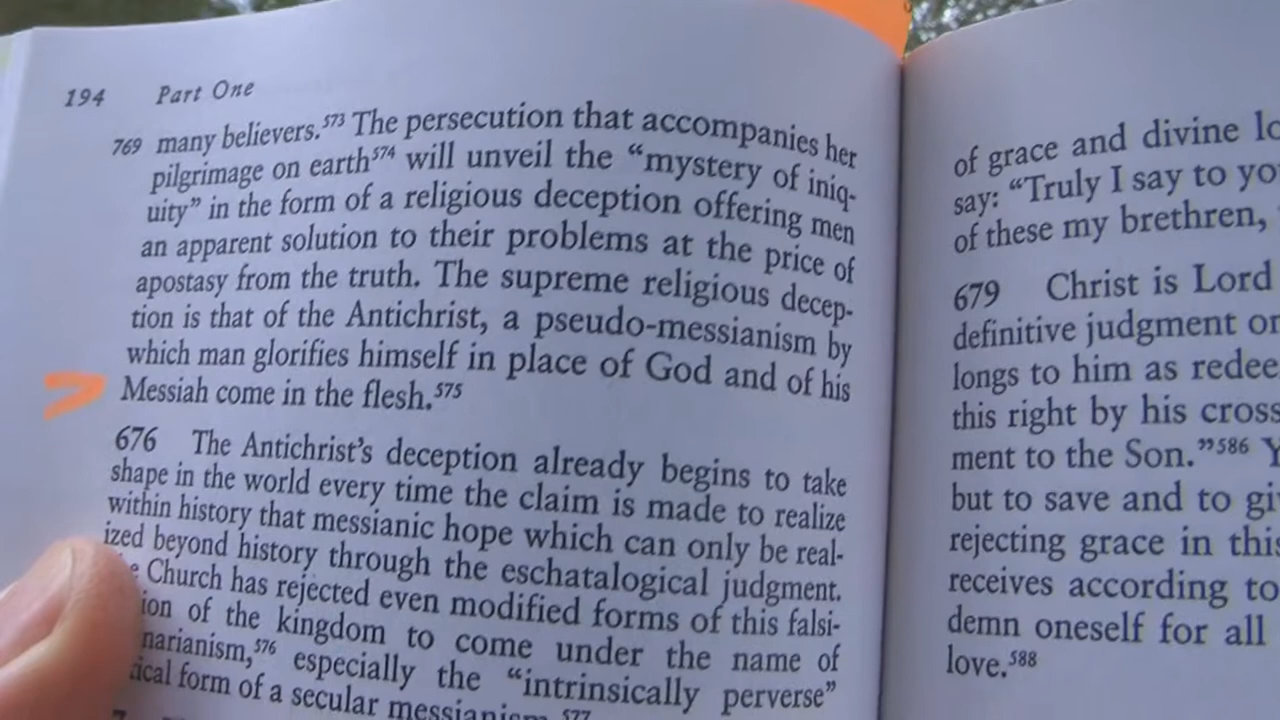 194 Part One
769 many believers.573 The persecution that accompanies her
pilgrimage on earth574 will unveil the “mystery of iniq-
uity” in the form of a religious deception offering men
an apparent solution to their problems at the price of
apostasy from the truth. The supreme religious decep-
tion is that of the Antichrist, a pseudo-messianism by
which man glorifies himself in place of God and of his
Messiah come in the flesh.575
676 The Antichrist’s deception already begins to take
shape in the world every time the claim is made to realize
within history that messianic hope which can only be real-
ized beyond history through the eschatalogical judgment.
Church has rejected even modified forms of this falsi-
ion of the kingdom to come under the name of
narianism,576 especially the “intrinsically perverse”
ical form of a secular messianism.577
of grace and divine lo
say: “Truly I say to yo
of these my brethren,
679 Christ is Lord
definitive judgment on
longs to him as redee
this right by his cross
ment to the Son.”586 Y
but to save and to gi
rejecting grace in this
receives according to
demn oneself for all
love.588